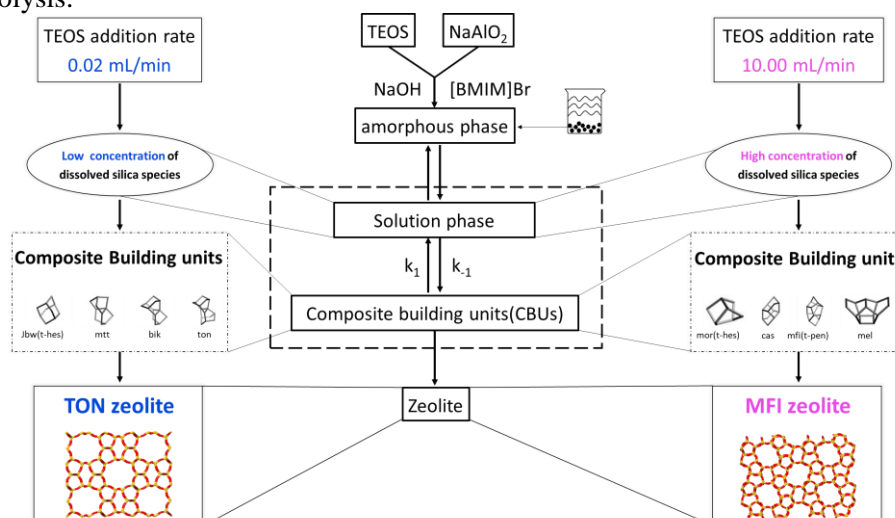 olysis.
TEOS addition rate
0.02 mL/min
Low concentration of
dissolved silica species
Composite Building units
Jbw(t-hes) mtt bik ton
TON zeolite
TEOS NaAlO2
NaOH [BMIM]Br
amorphous phase
Solution phase
k1 k-1
Composite building units(CBUs)
Zeolite
TEOS addition rate
10.00 mL/min
High concentration of
dissolved silica species
Composite Building unit
mor(t-hes) cas mfi(t-pen) mel
MFI zeolite